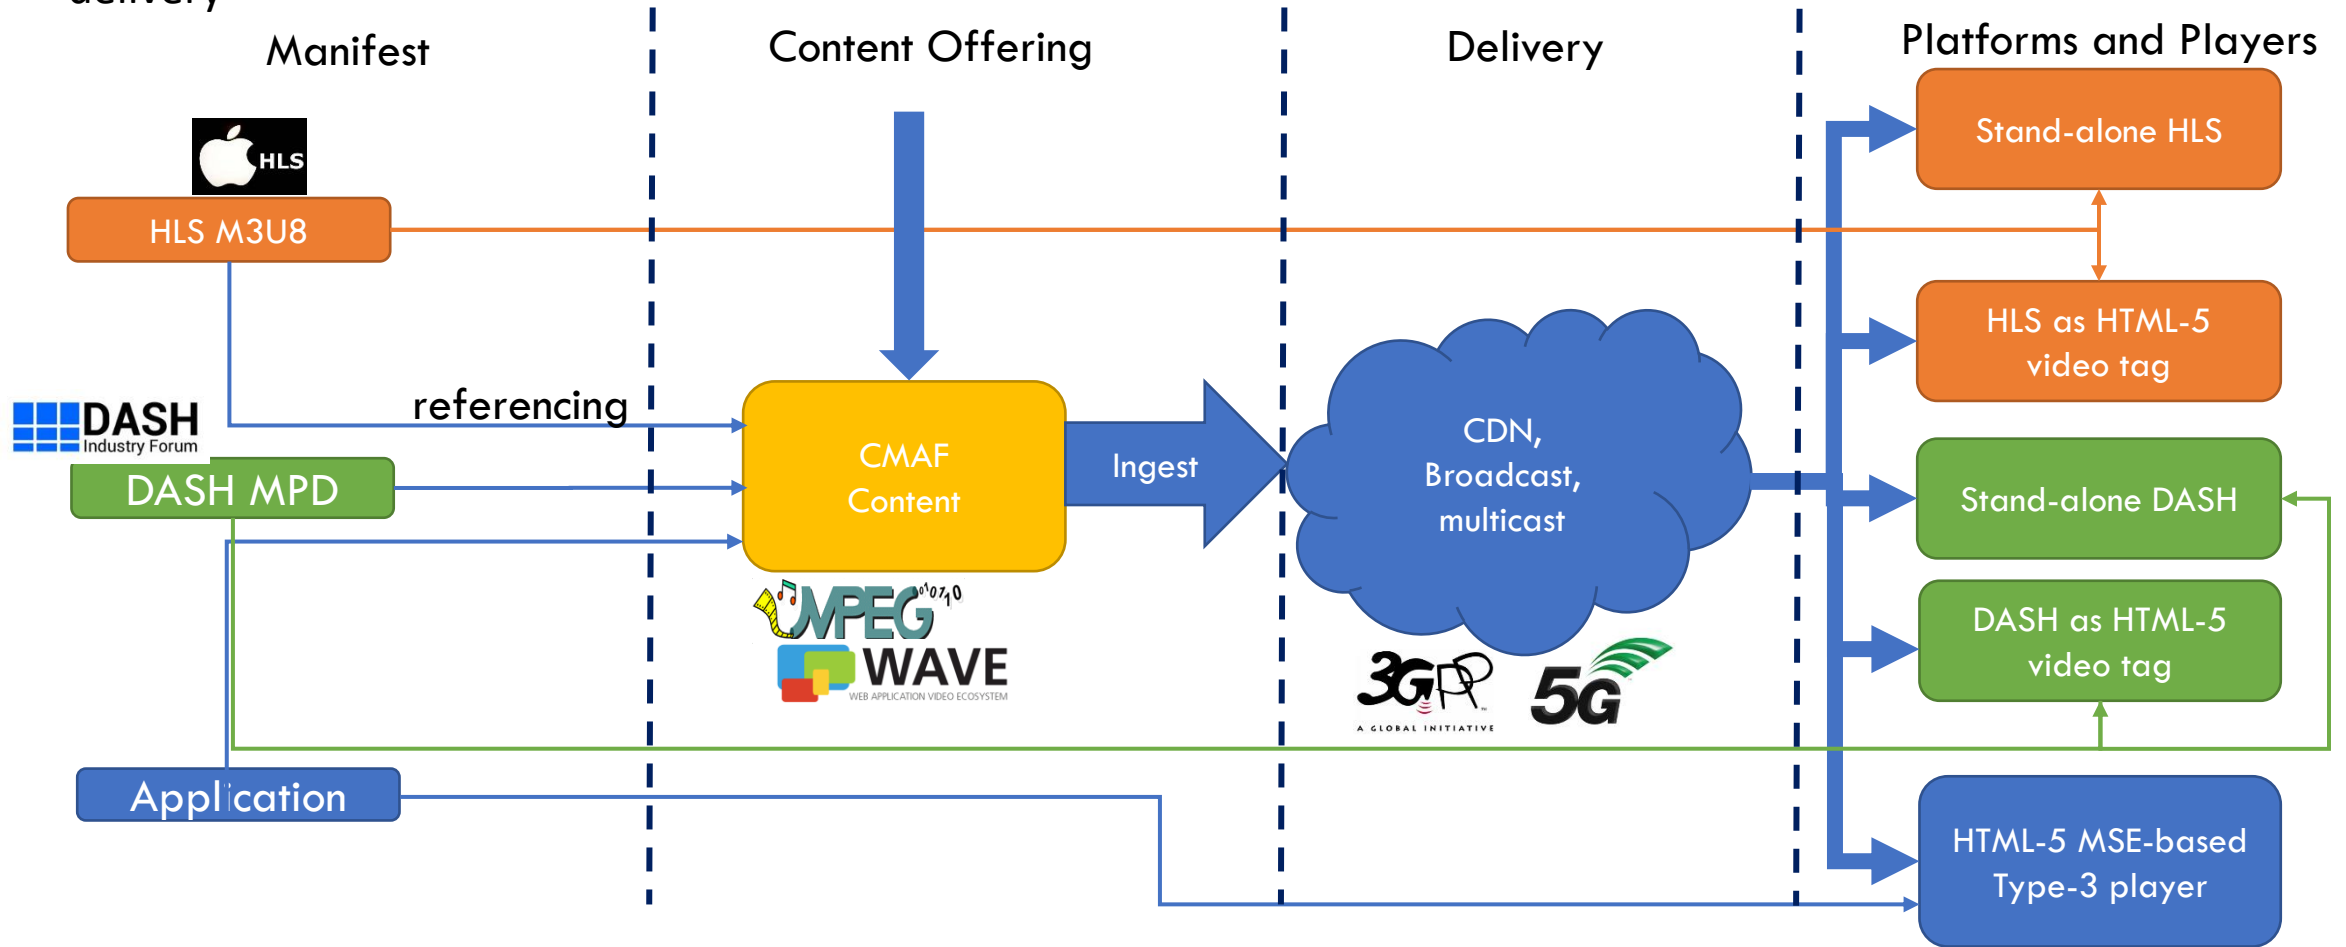 delivery
Manifest
Content Offering
Delivery
Platforms and Players
HLS
HLS M3U8
Stand-alone HLS
HLS as HTML-5
video tag
referencing
DASH
Industry Forum
DASH MPD
CMAF
Content
Ingest
CDN,
Broadcast,
multicast
Stand-alone DASH
DASH as HTML-5
video tag
MPEG
010710
WAVE
WEB APPLICATION VIDEO ECOSYSTEM
3GPP
A GLOBAL INITIATIVE
5G
Application
HTML-5 MSE-based
Type-3 player